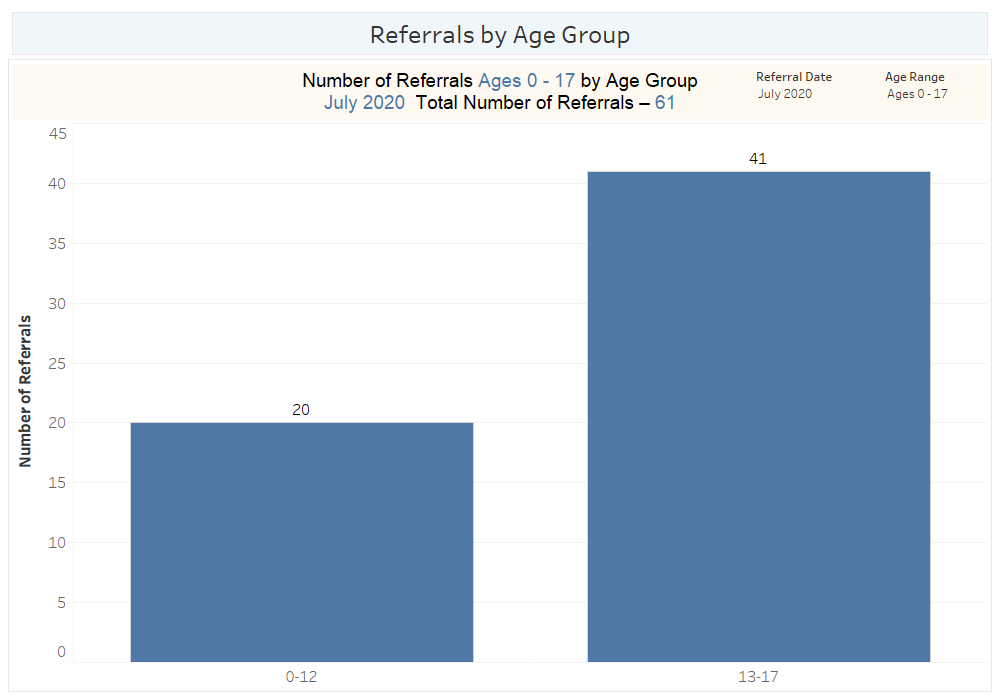 Referrals by Age Group
Number of Referrals Ages 0 - 17 by Age Group
July 2020 Total Number of Referrals – 61
Referral Date
July 2020
Age Range
Ages 0 - 17
45
40
35
30
25
20
15
10
5
0
Number of Referrals
20
41
0-12
13-17